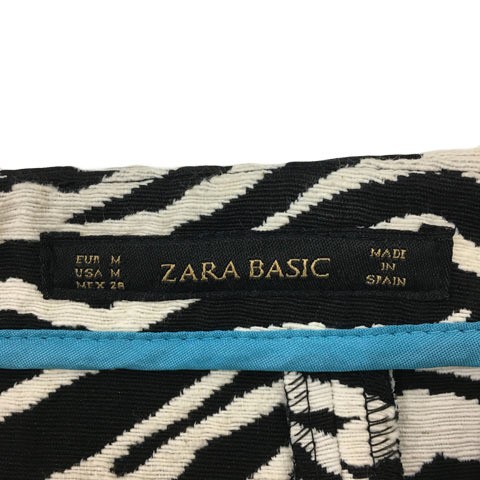 EUR M
USA M
MEX 28
ZARA BASIC
MADE
IN
SPAIN